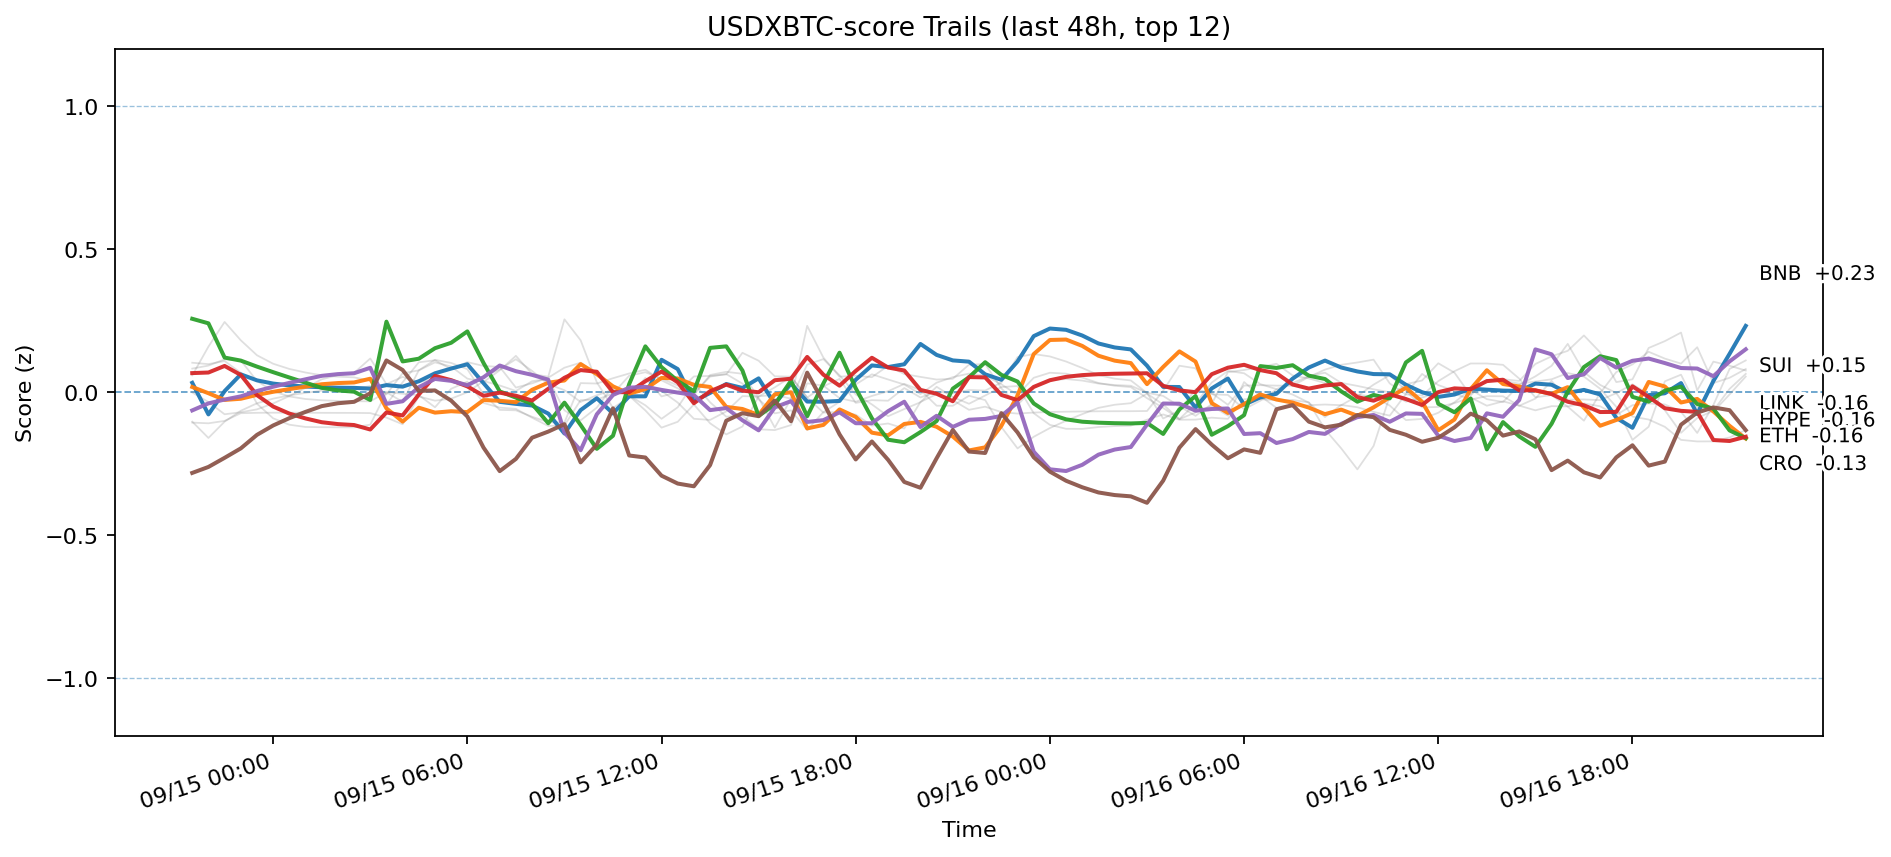 USDXBTC-score Trails (last 48h, top 12)
Score (z)
1.0
0.5
0.0
−0.5
−1.0
BNB +0.23
SUI +0.15
LINK -0.16
HYPE -0.16
ETH -0.16
CRO -0.13
09/15 00:00
09/15 06:00
09/15 12:00
09/15 18:00
09/16 00:00
09/16 06:00
09/16 12:00
09/16 18:00
Time